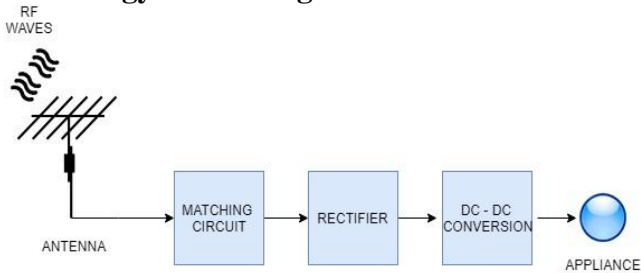 RF
WAVES
MATCHING
CIRCUIT
RECTIFIER
DC - DC
CONVERSION
ANTENNA
APPLIANCE